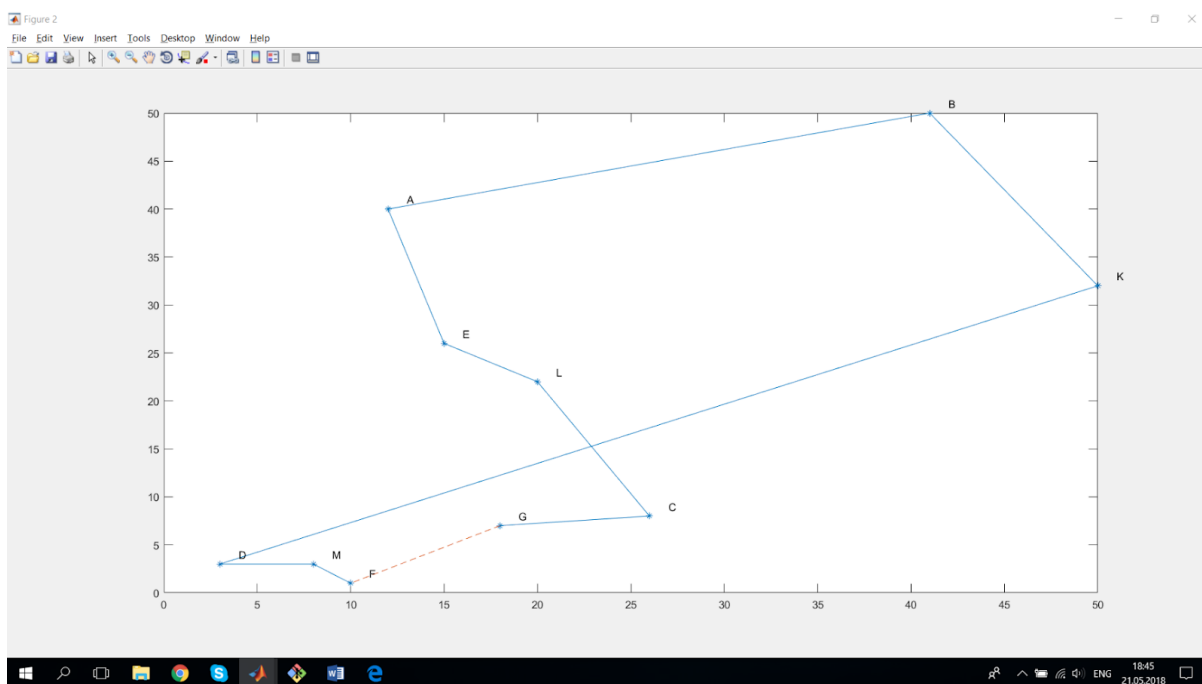 Figure 2
File Edit View Insert Tools Desktop Window Help
B
50
45
A
40
35
K
30
E
25
L
20
15
10
C
G
5
D M
F
0
0 5 10 15 20 25 30 35 40 45 50
ENG 18:45
21.05.2018